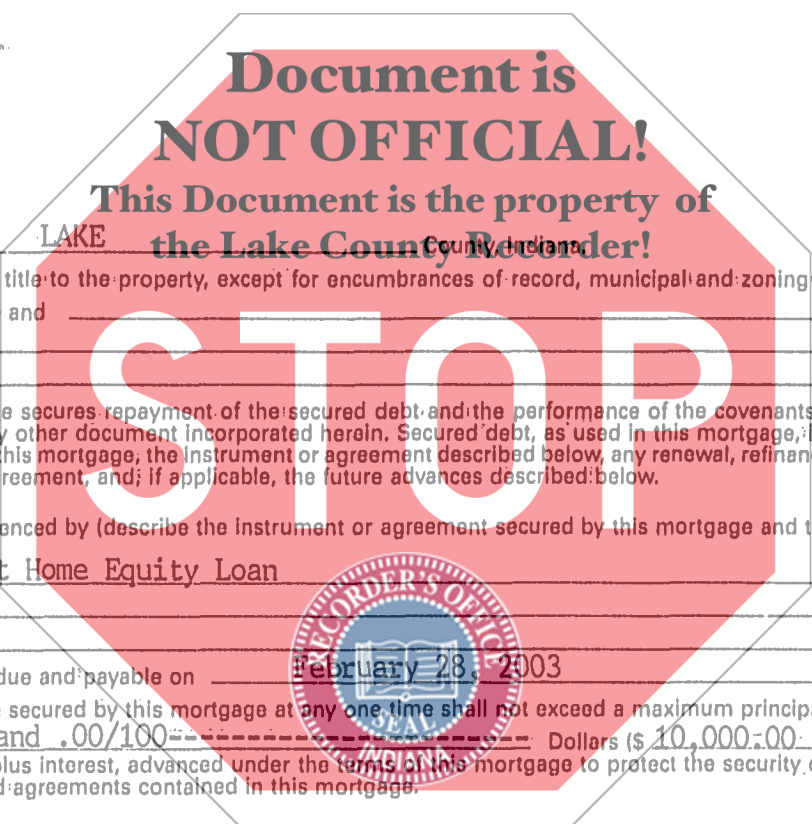 Document is
NOT OFFICIAL!
This Document is the property of
the Lake County Recorder!
LAKE County, Indiana,
title to the property, except for encumbrances of record, municipal and zoning
and
STOP
e secures repayment of the secured debt and the performance of the covenants
y other document incorporated herein. Secured debt, as used in this mortgage, i
his mortgage, the instrument or agreement described below, any renewal, refinan
reement, and, if applicable, the future advances described below.
enced by (describe the instrument or agreement secured by this mortgage and t
t Home Equity Loan
due and payable on February 28, 2003
RECORDER'S OFFICE
SEAL
INDIANA
e secured by this mortgage at any one time shall not exceed a maximum principa
and .00/100-------------------------- Dollars ($ 10,000.00
plus interest, advanced under the terms of this mortgage to protect the security o
d agreements contained in this mortgage.